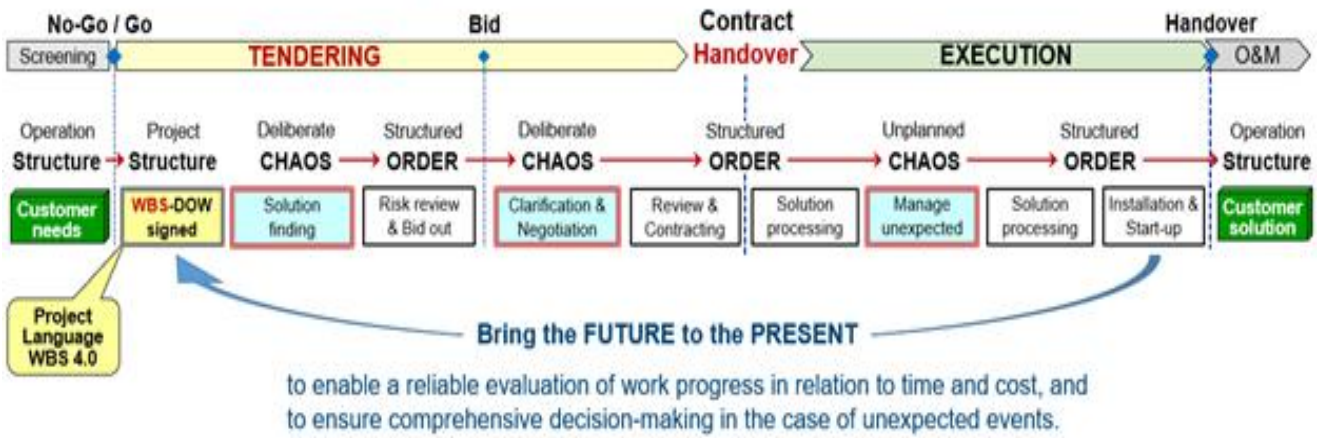 No-Go / Go
Bid
Contract
Handover
Handover
Screening
TENDERING
EXECUTION
O&M
Operation
Structure
Project
Structure
Deliberate
CHAOS
Structured
ORDER
Deliberate
CHAOS
Structured
ORDER
Unplanned
CHAOS
Structured
ORDER
Operation
Structure
Customer
needs
WBS-DOW
signed
Solution
finding
Risk review
& Bid out
Clarification &
Negotiation
Review &
Contracting
Solution
processing
Manage
unexpected
Solution
processing
Installation &
Start-up
Customer
solution
Project
Language
WBS 4.0
Bring the FUTURE to the PRESENT
to enable a reliable evaluation of work progress in relation to time and cost, and
to ensure comprehensive decision-making in the case of unexpected events.